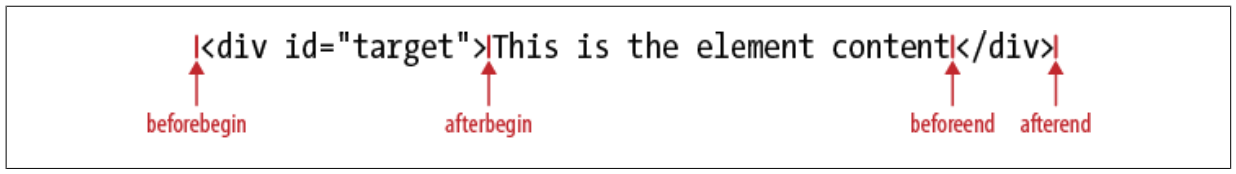 <div id="target">This is the element content</div>
beforebegin afterbegin beforeend afterend